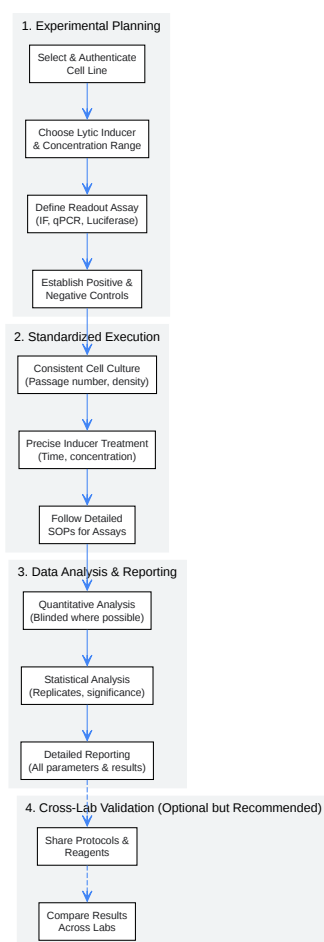 1. Experimental Planning
Select & Authenticate
Cell Line
Choose Lytic Inducer
& Concentration Range
Define Readout Assay
(IF, qPCR, Luciferase)
Establish Positive &
Negative Controls
2. Standardized Execution
Consistent Cell Culture
(Passage number, density)
Precise Inducer Treatment
(Time, concentration)
Follow Detailed
SOPs for Assays
3. Data Analysis & Reporting
Quantitative Analysis
(Blinded where possible)
Statistical Analysis
(Replicates, significance)
Detailed Reporting
(All parameters & results)
4. Cross-Lab Validation (Optional but Recommended)
Share Protocols &
Reagents
Compare Results
Across Labs